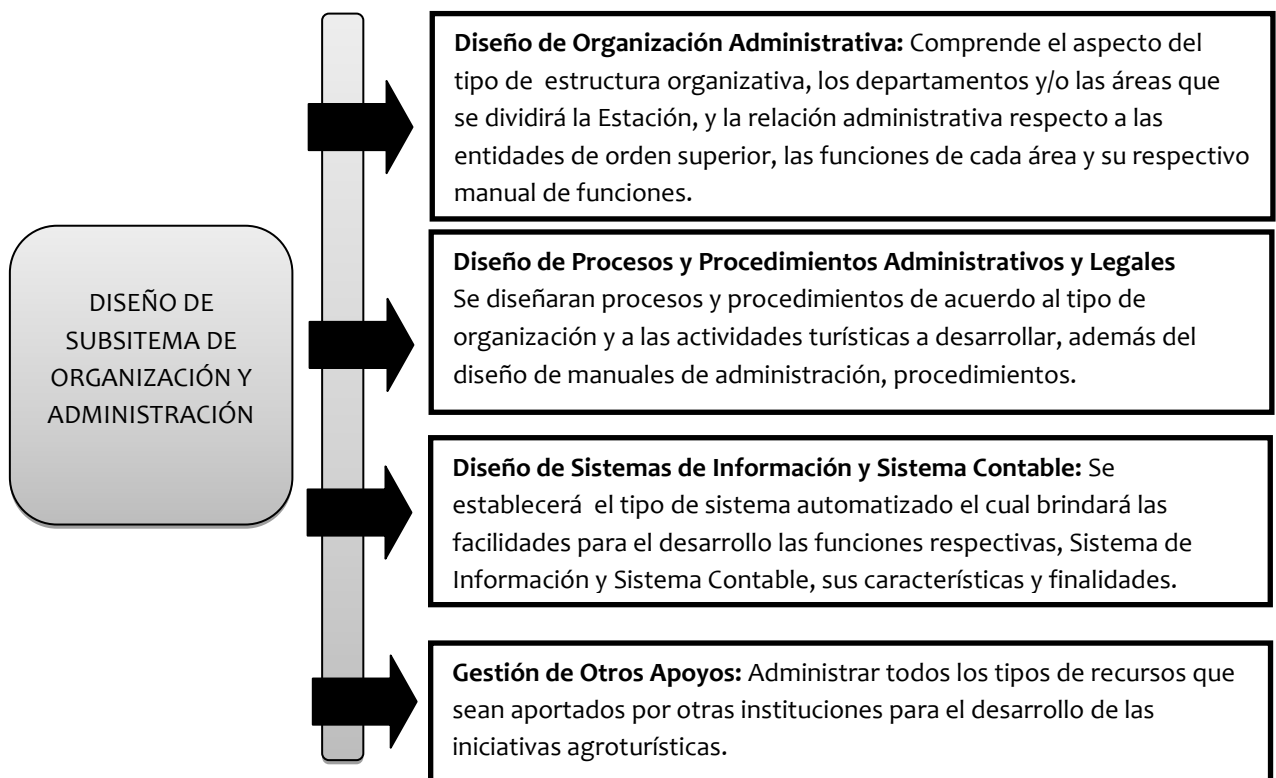 DISEÑO DE
SUBSITEMA DE
ORGANIZACIÓN Y
ADMINISTRACIÓN
Diseño de Organización Administrativa: Comprende el aspecto del
tipo de estructura organizativa, los departamentos y/o las áreas que
se dividirá la Estación, y la relación administrativa respecto a las
entidades de orden superior, las funciones de cada área y su respectivo
manual de funciones.
Diseño de Procesos y Procedimientos Administrativos y Legales
Se diseñaran procesos y procedimientos de acuerdo al tipo de
organización y a las actividades turísticas a desarrollar, además del
diseño de manuales de administración, procedimientos.
Diseño de Sistemas de Información y Sistema Contable: Se
establecerá el tipo de sistema automatizado el cual brindará las
facilidades para el desarrollo las funciones respectivas, Sistema de
Información y Sistema Contable, sus características y finalidades.
Gestión de Otros Apoyos: Administrar todos los tipos de recursos que
sean aportados por otras instituciones para el desarrollo de las
iniciativas agroturísticas.